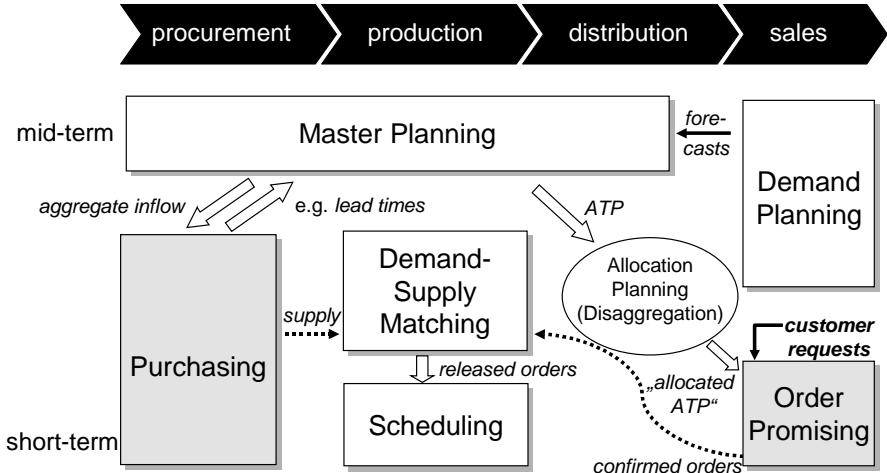 procurement
production
distribution
sales
mid-term
Master Planning
fore-
casts
Demand
Planning
aggregate inflow
e.g. lead times
ATP
Demand-
Supply
Matching
Allocation
Planning
(Disaggregation)
supply
Purchasing
customer
requests
released orders
„allocated
ATP“
Order
Promising
Scheduling
short-term
confirmed orders